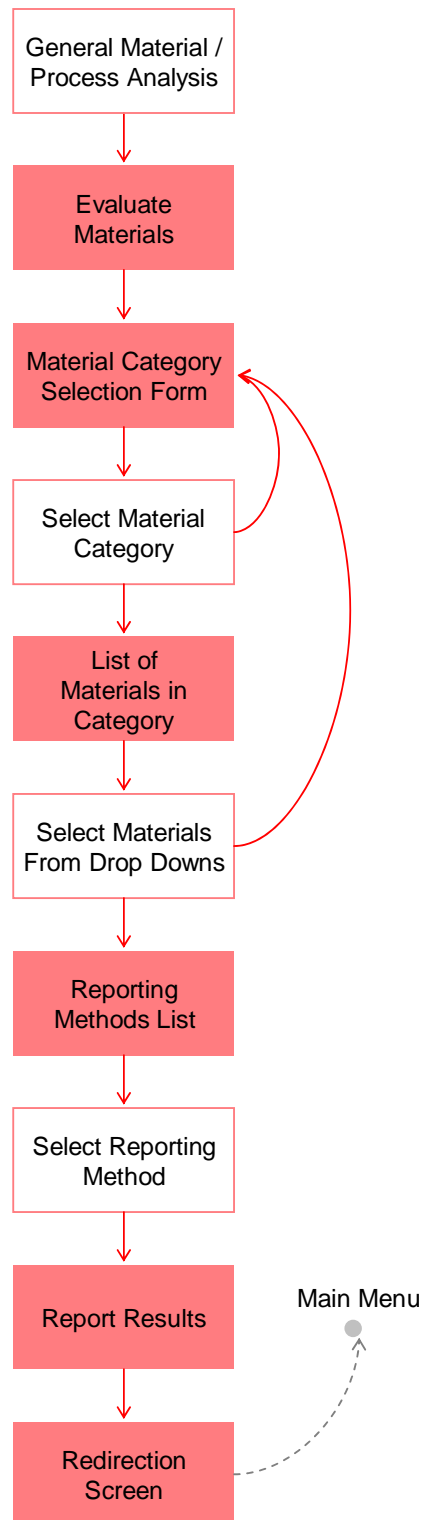 General Material /
Process Analysis
Evaluate
Materials
Material Category
Selection Form
Select Material
Category
List of
Materials in
Category
Select Materials
From Drop Downs
Reporting
Methods List
Select Reporting
Method
Report Results
Main Menu
Redirection
Screen